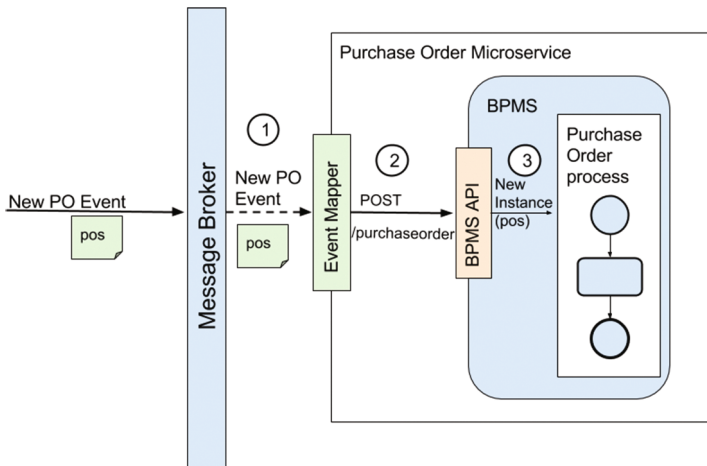 Purchase Order Microservice
BPMS
1
2
3
Purchase
Order
process
New PO Event
pos
Message Broker
New PO
Event
pos
Event Mapper
POST
/purchaseorder
BPMS API
New
Instance
(pos)